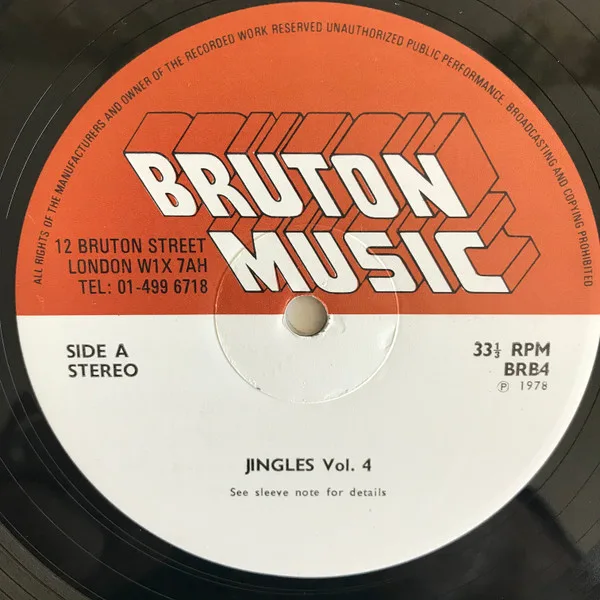 ALL RIGHTS OF THE MANUFACTURERS AND OWNER OF THE RECORDED WORK RESERVED UNAUTHORIZED PUBLIC PERFORMANCE, BROADCASTING AND COPYING PROHIBITED
BRUTON
MUSIC
12 BRUTON STREET
LONDON W1X 7AH
TEL: 01-499 6718
SIDE A
STEREO
33⅓ RPM
BRB4
℗ 1978
JINGLES Vol. 4
See sleeve note for details